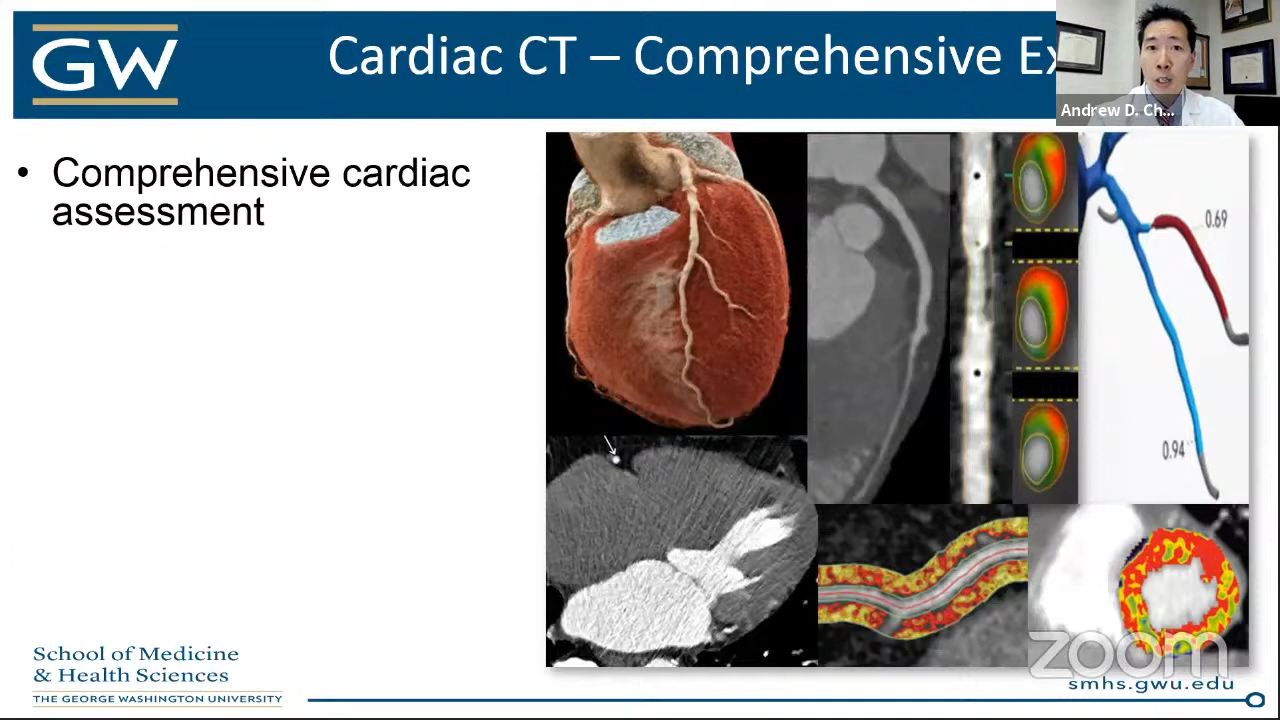 GW
Cardiac CT – Comprehensive Ex
Andrew D. Ch...
• Comprehensive cardiac
assessment
0.69
0.94
zoom
School of Medicine
& Health Sciences
THE GEORGE WASHINGTON UNIVERSITY
smhs.gwu.edu